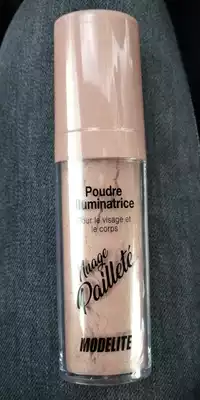 Poudre
illuminatrice
Pour le visage et
le corps
Nuage
Pailleté
MODELITE